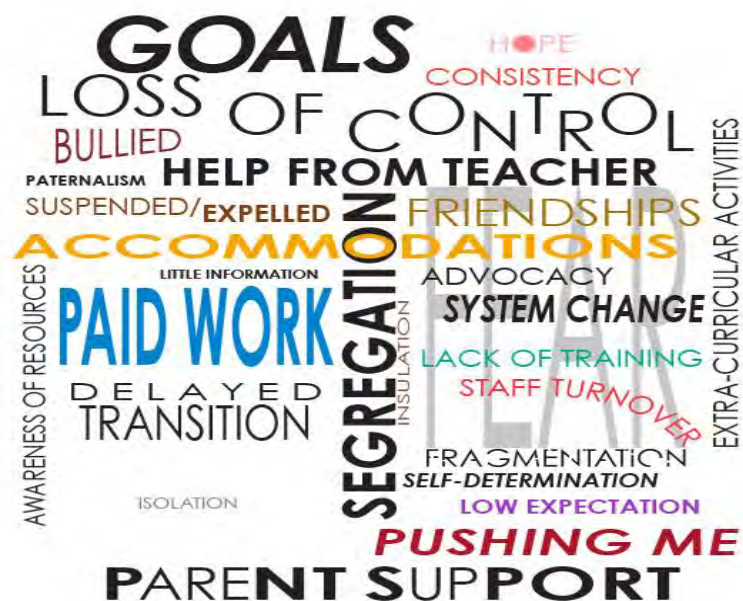 GOALS
HOPE
CONSISTENCY
LOSS OF CONTROL
BULLIED
PATERNALISM
HELP FROM TEACHER
SUSPENDED/EXPELLED
FRIENDSHIPS
ACCOMMODATIONS
LITTLE INFORMATION
ADVOCACY
PAID WORK
SYSTEM CHANGE
SEGREGATION
INSULATION
FEAR
LACK OF TRAINING
STAFF TURNOVER
DELAYED
TRANSITION
AWARENESS OF RESOURCES
EXTRA-CURRICULAR ACTIVITIES
FRAGMENTATION
SELF-DETERMINATION
ISOLATION
LOW EXPECTATION
PUSHING ME
PARENT SUPPORT